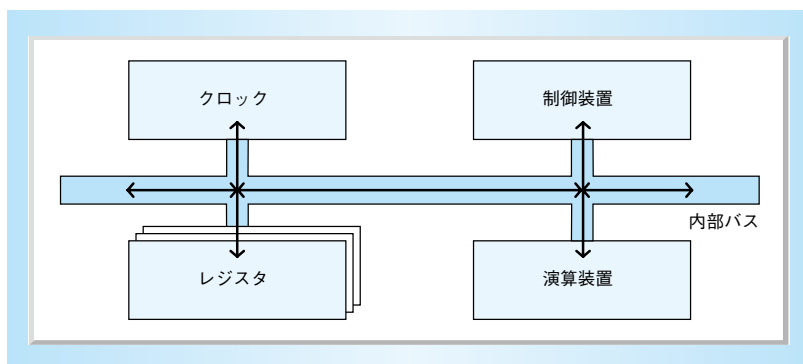 クロック
制御装置
内部バス
レジスタ
演算装置